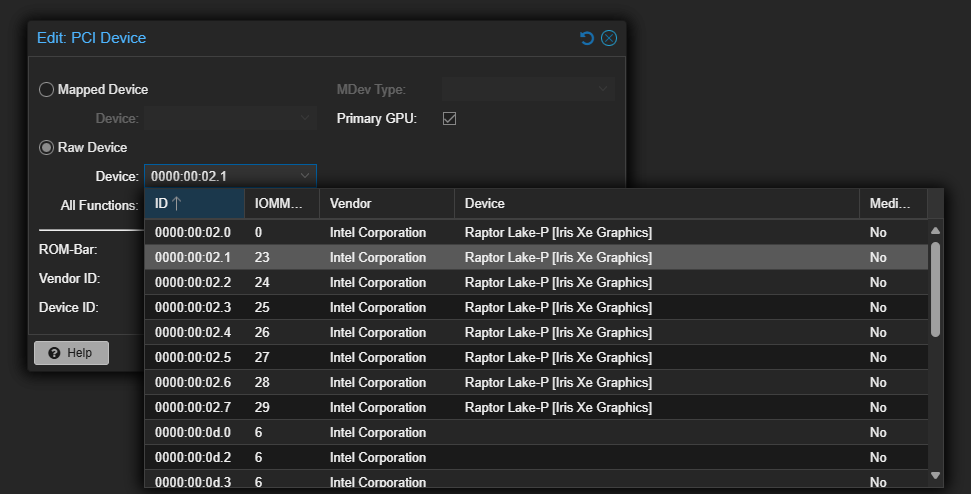 Edit: PCI Device
Mapped Device
MDev Type:
Device:
Primary GPU:
Raw Device
Device: 0000:00:02.1
All Functions:
ID IOMM... Vendor Device Medi...
0000:00:02.0 0 Intel Corporation Raptor Lake-P [Iris Xe Graphics] No
0000:00:02.1 23 Intel Corporation Raptor Lake-P [Iris Xe Graphics] No
0000:00:02.2 24 Intel Corporation Raptor Lake-P [Iris Xe Graphics] No
0000:00:02.3 25 Intel Corporation Raptor Lake-P [Iris Xe Graphics] No
0000:00:02.4 26 Intel Corporation Raptor Lake-P [Iris Xe Graphics] No
0000:00:02.5 27 Intel Corporation Raptor Lake-P [Iris Xe Graphics] No
0000:00:02.6 28 Intel Corporation Raptor Lake-P [Iris Xe Graphics] No
0000:00:02.7 29 Intel Corporation Raptor Lake-P [Iris Xe Graphics] No
0000:00:0d.0 6 Intel Corporation No
0000:00:0d.2 6 Intel Corporation No
0000:00:0d.3 6 Intel Corporation No
ROM-Bar:
Vendor ID:
Device ID:
Help